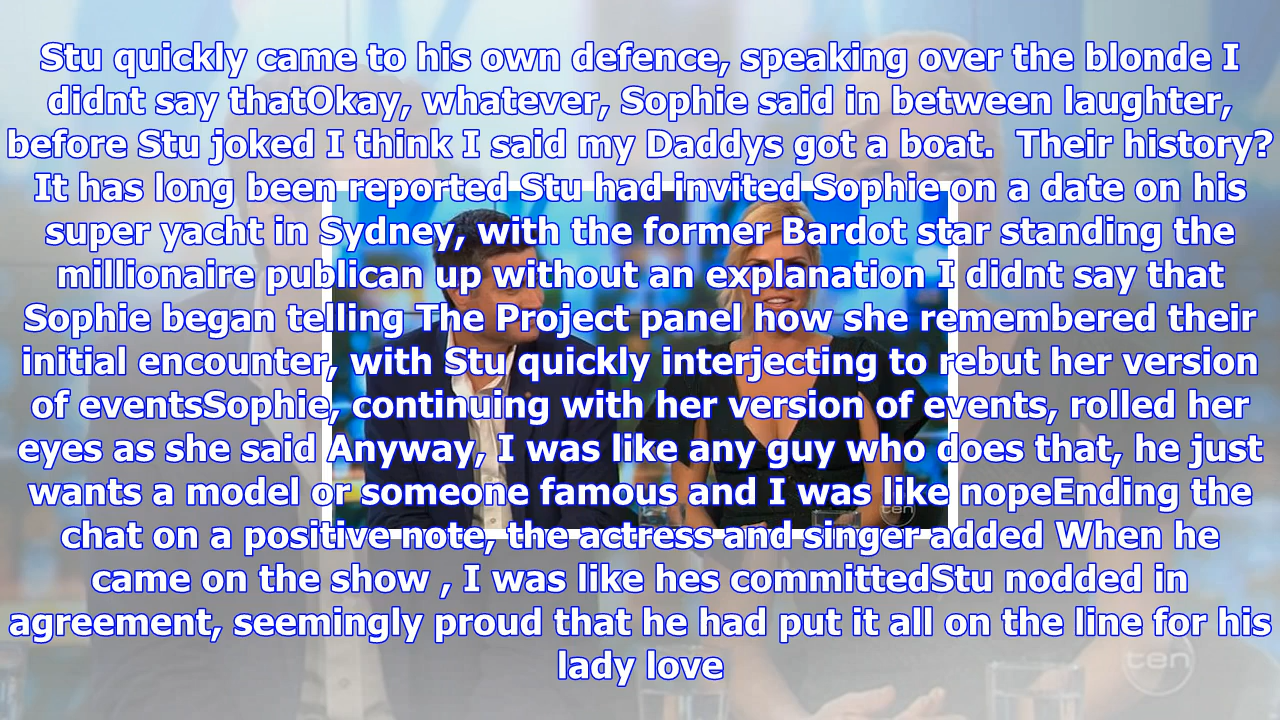 Stu quickly came to his own defence, speaking over the blonde I
didnt say thatOkay, whatever, Sophie said in between laughter,
before Stu joked I think I said my Daddys got a boat.  Their history?
It has long been reported Stu had invited Sophie on a date on his
super yacht in Sydney, with the former Bardot star standing the
millionaire publican up without an explanation I didnt say that
Sophie began telling The Project panel how she remembered their
initial encounter, with Stu quickly interjecting to rebut her version
of eventsSophie, continuing with her version of events, rolled her
eyes as she said Anyway, I was like any guy who does that, he just
wants a model or someone famous and I was like nopeEnding the
ten
chat on a positive note, the actress and singer added When he
came on the show , I was like hes committedStu nodded in
agreement, seemingly proud that he had put it all on the line for his
lady love
ten